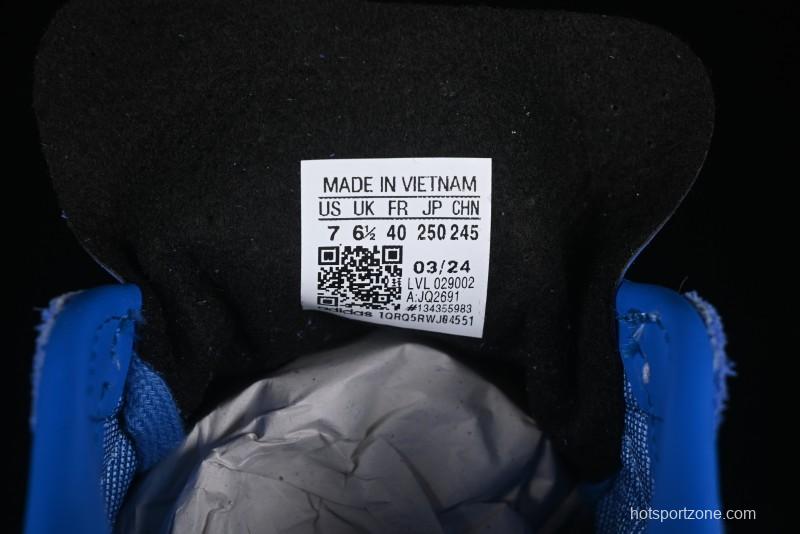 MADE IN VIETNAM
US UK FR JP CHN
7 6½ 40 250 245
03/24
LVL 029002
A:JQ2691
#134355983
adidas 1QRQ5RWJ84551
hotsportzone.com